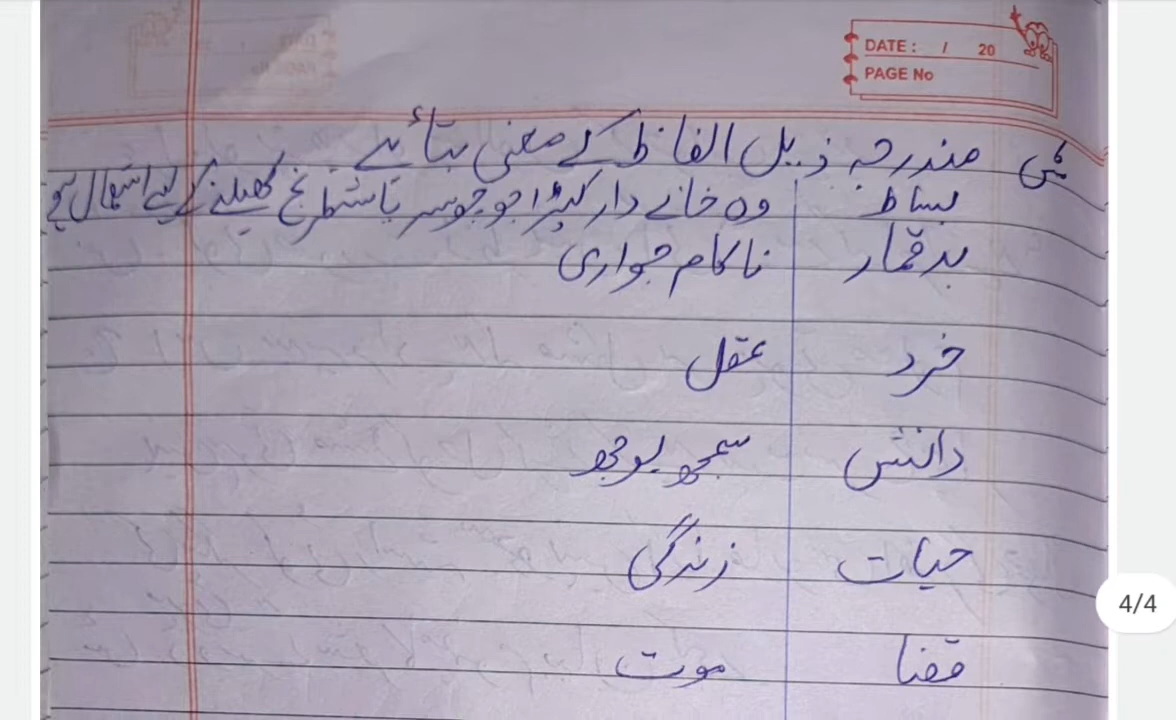 DATE : / 20
PAGE No
مندرجہ ذیل الفاظ کے معنی بتائے
بساط وہ خانے دار کپڑا جو چوسر یا شطرنج کھیلنے کے لیے استعمال ہو
بدقمار ناکام جواری
خرد عقل
دانش سمجھ بوجھ
حیات زندگی
4/4
قضا موت